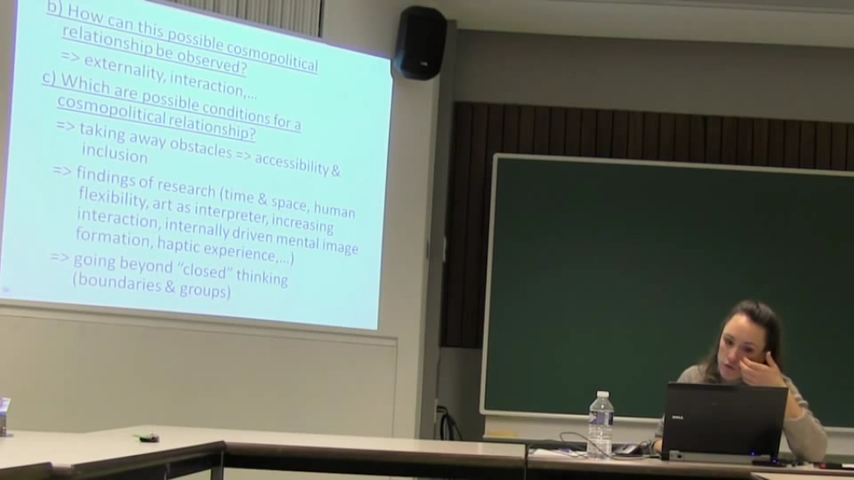 b) How can this possible cosmopolitical
relationship be observed?
=> externality, interaction,...
c) Which are possible conditions for a
cosmopolitical relationship?
=> taking away obstacles => accessibility &
inclusion
=> findings of research (time & space, human
flexibility, art as interpreter, increasing
interaction, internally driven mental image
formation, haptic experience,...)
=> going beyond "closed" thinking
(boundaries & groups)
DELL